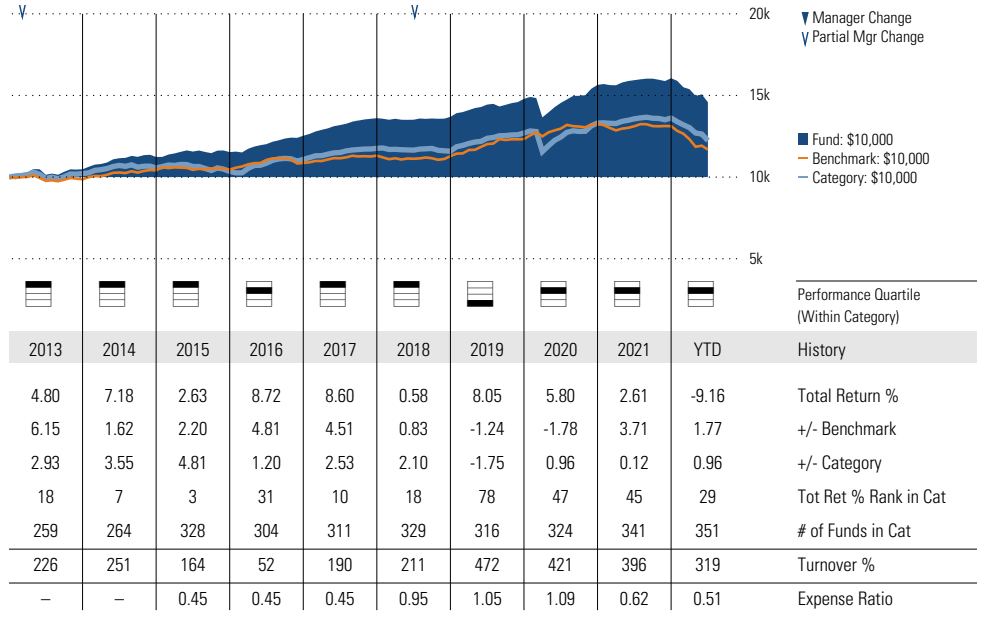 20k
Manager Change
Partial Mgr Change
15k
Fund: $10,000
Benchmark: $10,000
Category: $10,000
10k
5k
Performance Quartile
(Within Category)
2013 2014 2015 2016 2017 2018 2019 2020 2021 YTD History
4.80 7.18 2.63 8.72 8.60 0.58 8.05 5.80 2.61 -9.16 Total Return %
6.15 1.62 2.20 4.81 4.51 0.83 -1.24 -1.78 3.71 1.77 +/- Benchmark
2.93 3.55 4.81 1.20 2.53 2.10 -1.75 0.96 0.12 0.96 +/- Category
18 7 3 31 10 18 78 47 45 29 Tot Ret % Rank in Cat
259 264 328 304 311 329 316 324 341 351 # of Funds in Cat
226 251 164 52 190 211 472 421 396 319 Turnover %
– – 0.45 0.45 0.45 0.95 1.05 1.09 0.62 0.51 Expense Ratio